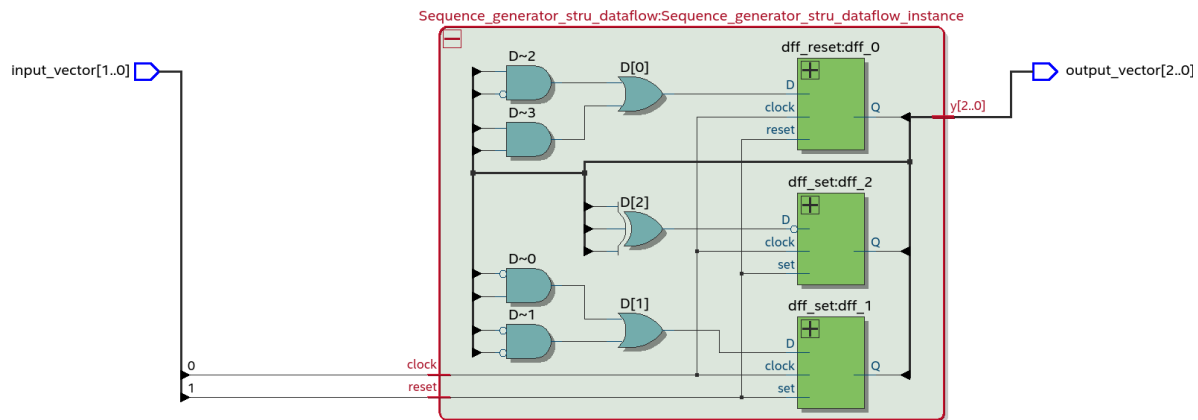 Sequence_generator_stru_dataflow:Sequence_generator_stru_dataflow_instance
input_vector[1..0]
output_vector[2..0]
y[2..0]
D~2
D[0]
D~3
dff_reset:dff_0
D
clock
reset
Q
D[2]
dff_set:dff_2
D
clock
set
Q
D~0
D[1]
D~1
dff_set:dff_1
D
clock
set
Q
0
clock
1
reset